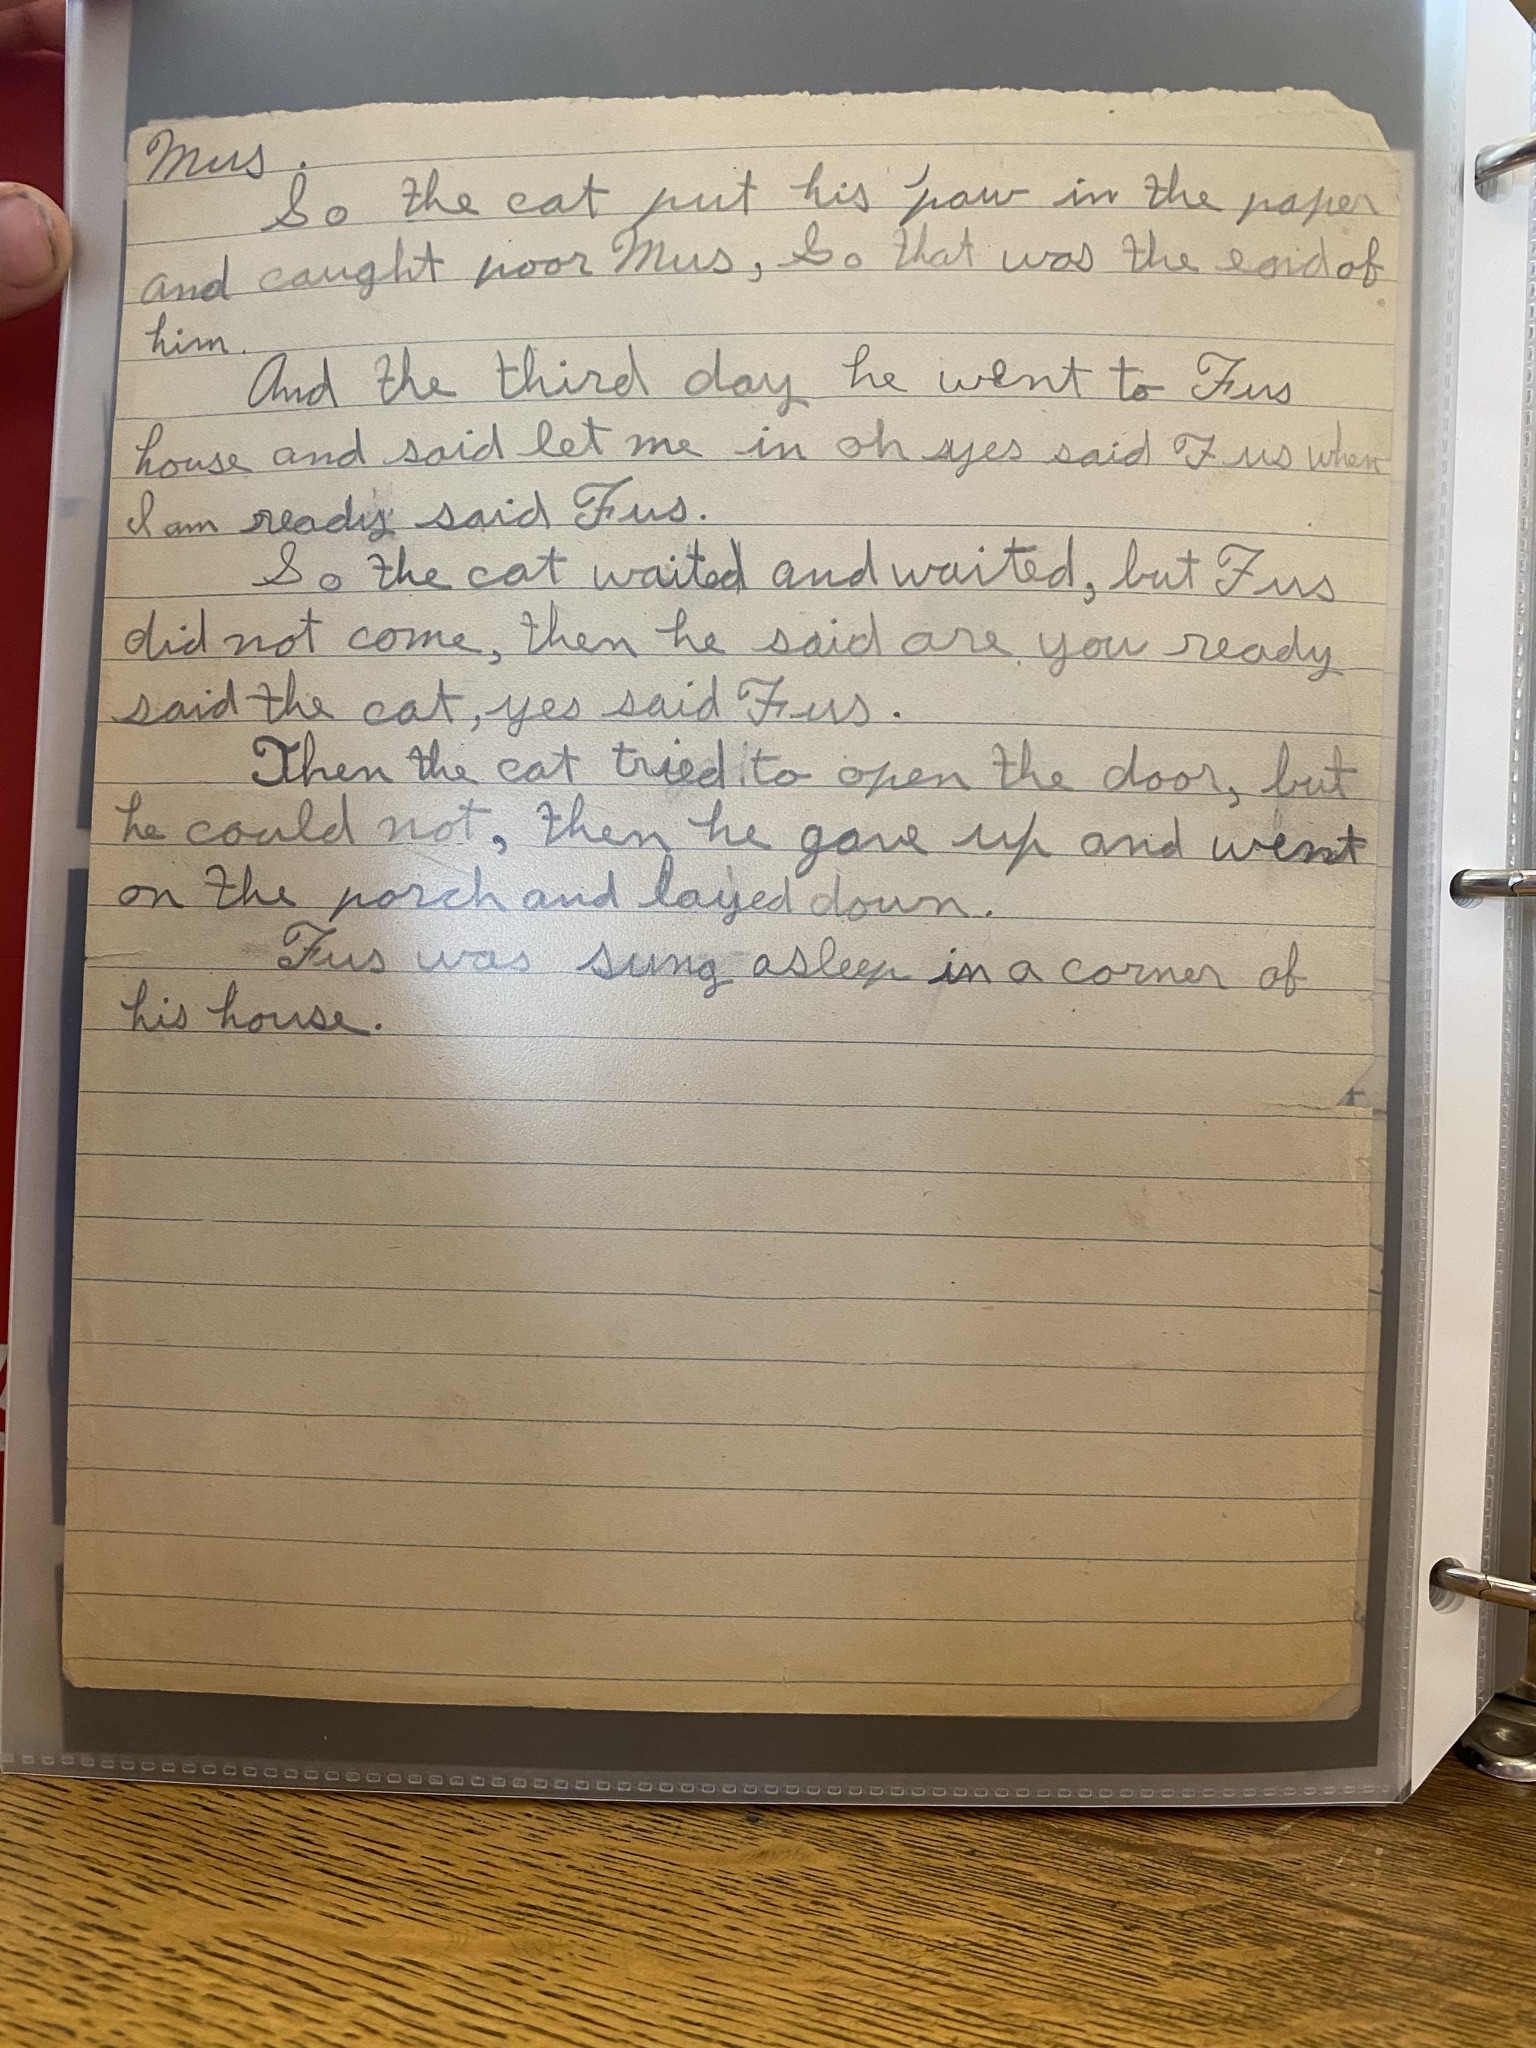 Mus.
So the cat put his paw in the paper
and caught poor Mus, So that was the end of
him.
And the third day he went to Fus
house and said let me in oh yes said Fus when
I am ready said Fus.
So the cat waited and waited, but Fus
did not come, then he said are you ready
said the cat, yes said Fus.
Then the cat tried to open the door, but
he could not, then he gave up and went
on the porch and layed down.
Fus was sung asleep in a corner of
his house.